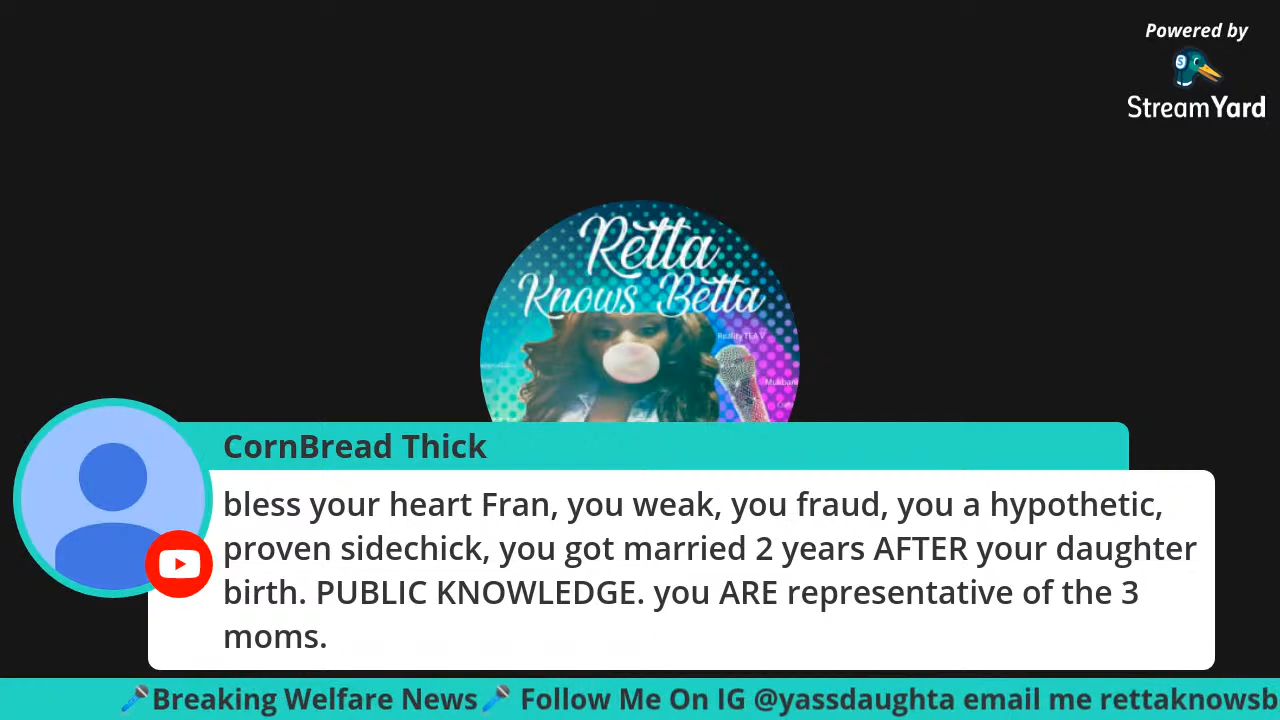 Powered by
StreamYard
Retta
Knows Betta
Reality TEA V
CornBread Thick
bless your heart Fran, you weak, you fraud, you a hypothetic,
proven sidechick, you got married 2 years AFTER your daughter
birth. PUBLIC KNOWLEDGE. you ARE representative of the 3
moms.
🎤Breaking Welfare News🎤 Follow Me On IG @yassdaughta email me rettaknowsb